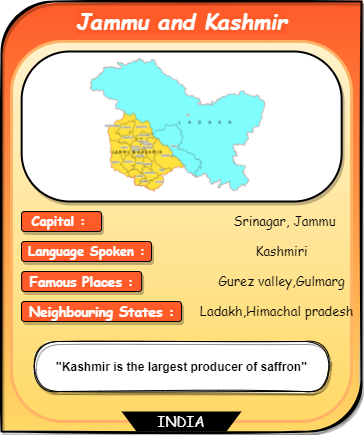 Jammu and Kashmir
LADAKH
JAMMU & KASHMIR
Capital : Srinagar, Jammu
Language Spoken : Kashmiri
Famous Places : Gurez valley,Gulmarg
Neighbouring States : Ladakh,Himachal pradesh
"Kashmir is the largest producer of saffron"
INDIA